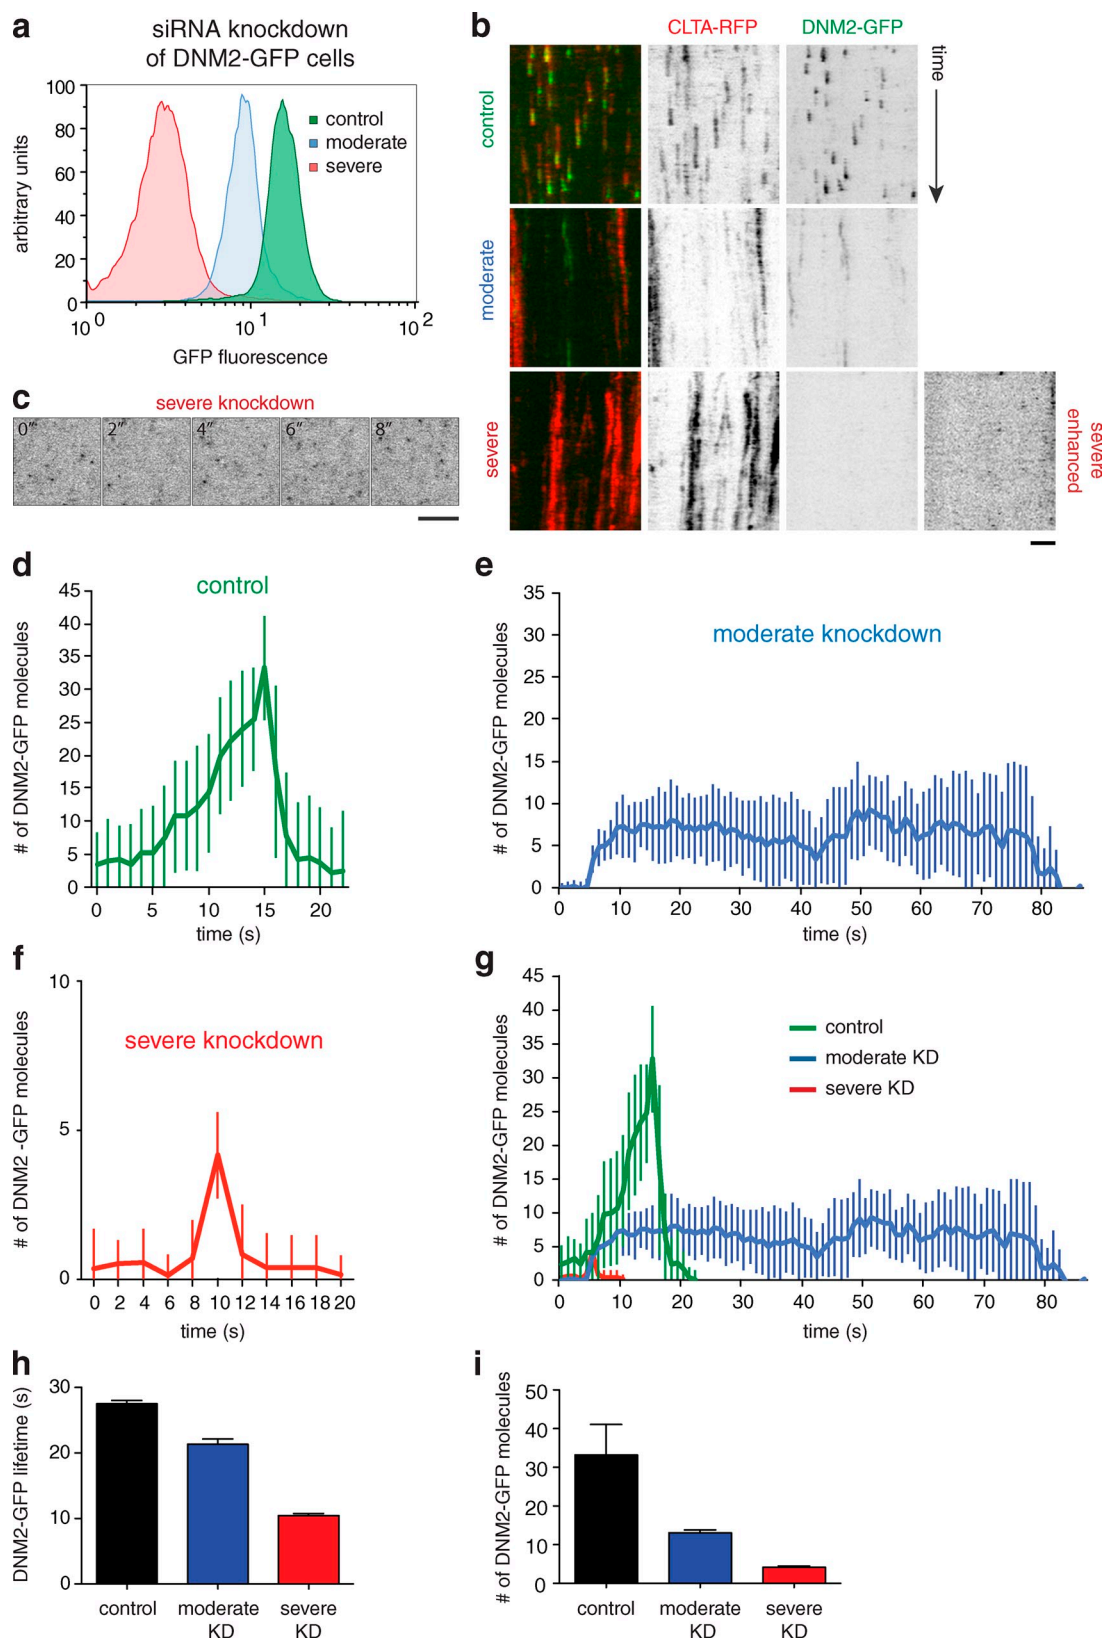 a
siRNA knockdown
of DNM2-GFP cells
100
80
60
40
20
0
arbitrary units
control
moderate
severe
10 0
10 1
10 2
GFP fluorescence
b
CLTA-RFP
DNM2-GFP
control
moderate
severe
time
severe
enhanced
c
severe knockdown
0″
2″
4″
6″
8″
d
control
# of DNM2-GFP molecules
45
40
35
30
25
20
15
10
5
0
0
5
10
15
20
time (s)
e
moderate knockdown
# of DNM2-GFP molecules
35
30
25
20
15
10
5
0
0
10
20
30
40
50
60
70
80
time (s)
f
severe knockdown
# of DNM2 -GFP molecules
10
5
0
0 2 4 6 8 10 12 14 16 18 20
time (s)
g
# of DNM2-GFP molecules
45
40
35
30
25
20
15
10
5
0
control
moderate KD
severe KD
0
10
20
30
40
50
60
70
80
time (s)
h
DNM2-GFP lifetime (s)
30
20
10
0
control
moderate
KD
severe
KD
i
# of DNM2-GFP molecules
50
40
30
20
10
0
control
moderate
KD
severe
KD